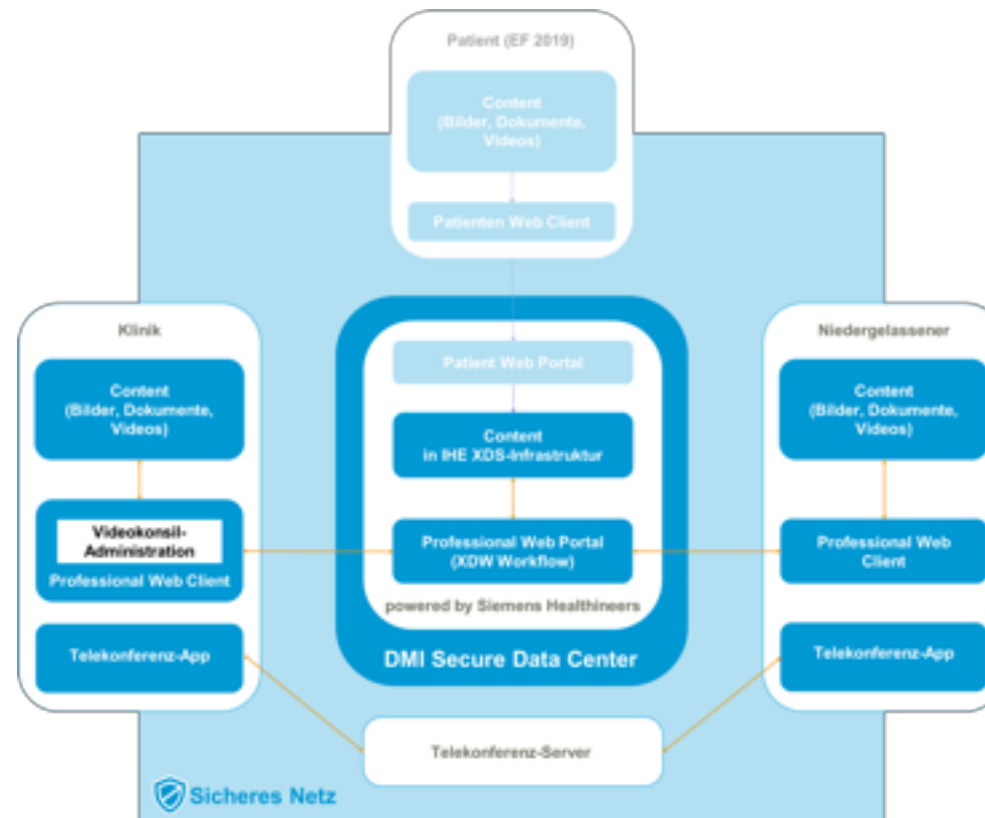 Patient (EF 2019)
Content
(Bilder, Dokumente,
Videos)
Patienten Web Client
Klinik
Content
(Bilder, Dokumente,
Videos)
Videokonsil-
Administration
Professional Web Client
Telekonferenz-App
Patient Web Portal
Content
in IHE XDS-Infrastruktur
Professional Web Portal
(XDW Workflow)
powered by Siemens Healthineers
DMI Secure Data Center
Niedergelassener
Content
(Bilder, Dokumente,
Videos)
Professional Web
Client
Telekonferenz-App
Telekonferenz-Server
Sicheres Netz